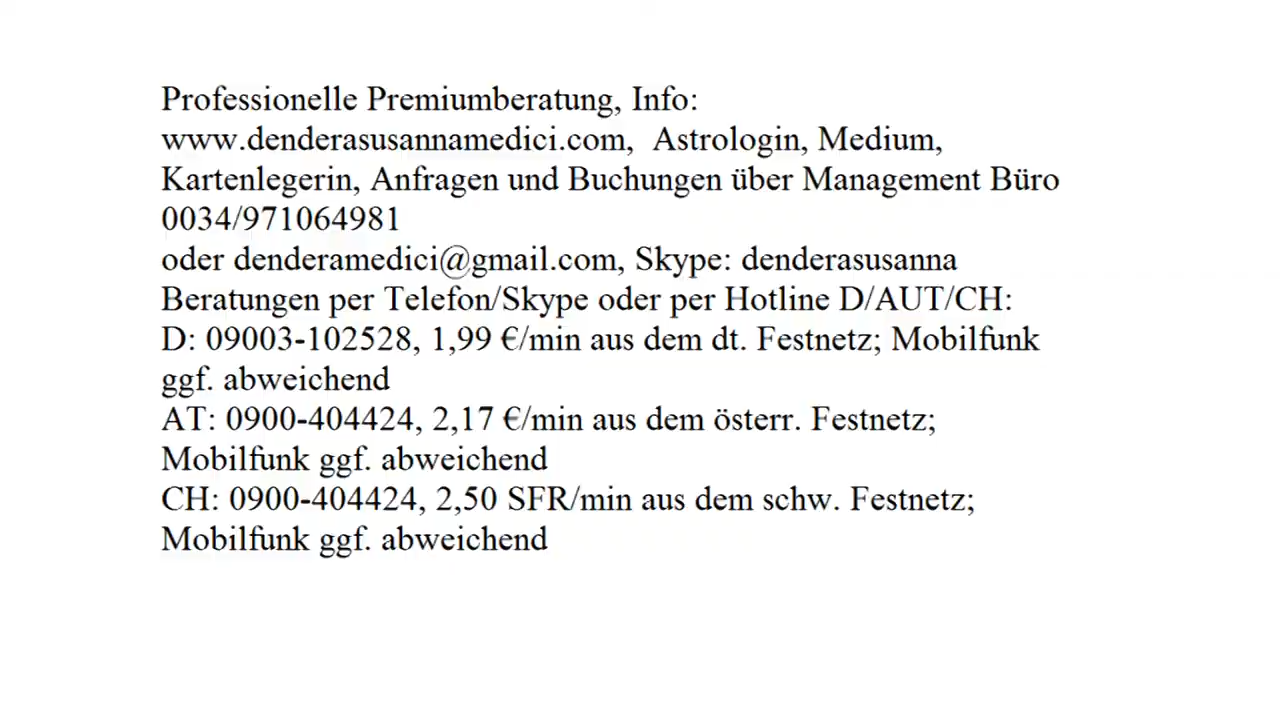 Professionelle Premiumberatung, Info:
www.denderasusannamedici.com,  Astrologin, Medium,
Kartenlegerin, Anfragen und Buchungen über Management Büro
0034/971064981
oder denderamedici@gmail.com, Skype: denderasusanna
Beratungen per Telefon/Skype oder per Hotline D/AUT/CH:
D: 09003-102528, 1,99 €/min aus dem dt. Festnetz; Mobilfunk
ggf. abweichend
AT: 0900-404424, 2,17 €/min aus dem österr. Festnetz;
Mobilfunk ggf. abweichend
CH: 0900-404424, 2,50 SFR/min aus dem schw. Festnetz;
Mobilfunk ggf. abweichend